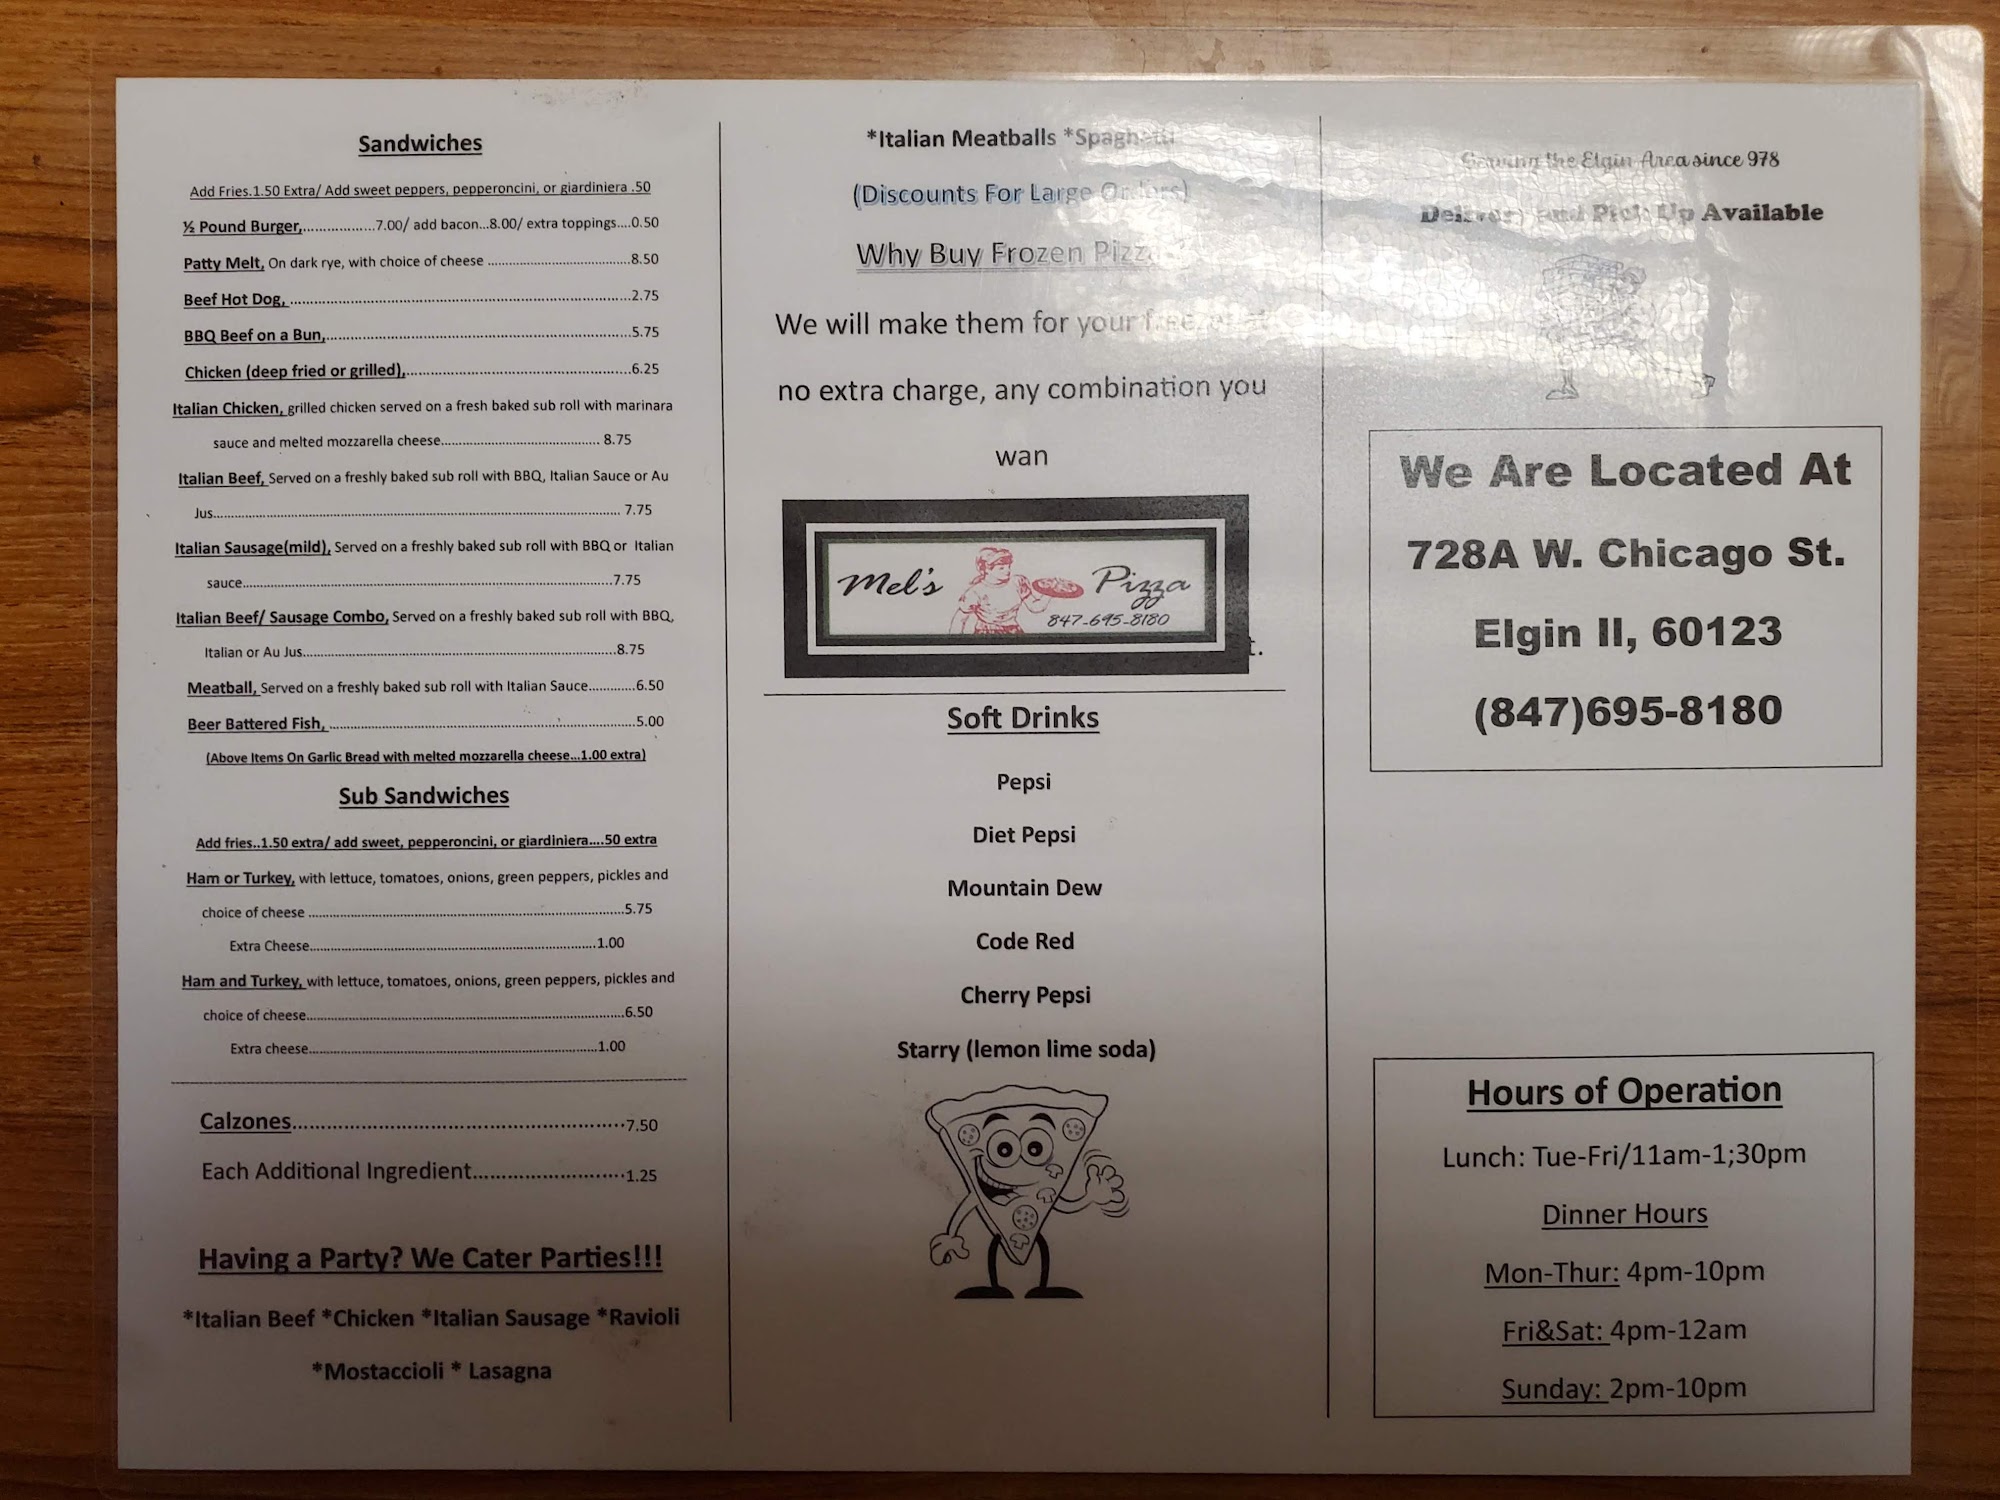 Sandwiches
Add Fries.1.50 Extra/ Add sweet peppers, pepperoncini, or giardiniera .50
½ Pound Burger,..................7.00/ add bacon...8.00/ extra toppings....0.50
Patty Melt, On dark rye, with choice of cheese ....................................8.50
Beef Hot Dog, .....................................................................................2.75
BBQ Beef on a Bun,............................................................................5.75
Chicken (deep fried or grilled),........................................................6.25
Italian Chicken, grilled chicken served on a fresh baked sub roll with marinara
sauce and melted mozzarella cheese........................................ 8.75
Italian Beef, Served on a freshly baked sub roll with BBQ, Italian Sauce or Au
Jus...................................................................................................... 7.75
Italian Sausage(mild), Served on a freshly baked sub roll with BBQ or Italian
sauce.............................................................................................7.75
Italian Beef/ Sausage Combo, Served on a freshly baked sub roll with BBQ,
Italian or Au Jus..............................................................................8.75
Meatball, Served on a freshly baked sub roll with Italian Sauce............6.50
Beer Battered Fish, .............................................................................5.00
(Above Items On Garlic Bread with melted mozzarella cheese...1.00 extra)
Sub Sandwiches
Add fries..1.50 extra/ add sweet, pepperoncini, or giardiniera....50 extra
Ham or Turkey, with lettuce, tomatoes, onions, green peppers, pickles and
choice of cheese ...............................................................................5.75
Extra Cheese........................................................................1.00
Ham and Turkey, with lettuce, tomatoes, onions, green peppers, pickles and
choice of cheese................................................................................6.50
Extra cheese........................................................................1.00
Calzones..........................................................7.50
Each Additional Ingredient..........................1.25
Having a Party? We Cater Parties!!!
*Italian Beef *Chicken *Italian Sausage *Ravioli
*Mostaccioli * Lasagna
*Italian Meatballs *Spaghetti
(Discounts For Large Orders)
Why Buy Frozen Pizza
We will make them for your
no extra charge, any combination you
wan
Mel's Pizza
847-695-8180
t.
Soft Drinks
Pepsi
Diet Pepsi
Mountain Dew
Code Red
Cherry Pepsi
Starry (lemon lime soda)
Serving the Elgin Area since 978
Delivery and Pick Up Available
We Are Located At
728A W. Chicago St.
Elgin Il, 60123
(847)695-8180
Hours of Operation
Lunch: Tue-Fri/11am-1;30pm
Dinner Hours
Mon-Thur: 4pm-10pm
Fri&Sat: 4pm-12am
Sunday: 2pm-10pm